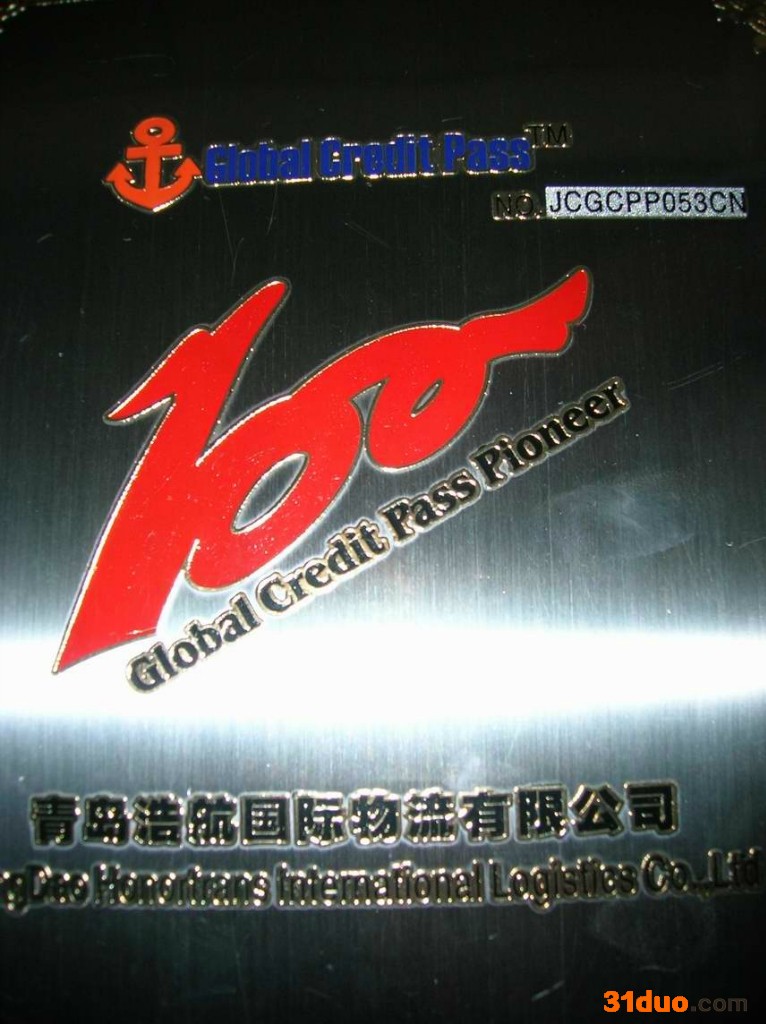 Global Credit Pass™
NO. JCGCPP053CN
100
Global Credit Pass Pioneer
青岛浩航国际物流有限公司
ngDao Honortrans International Logistics Co.,Ltd
31duo.com